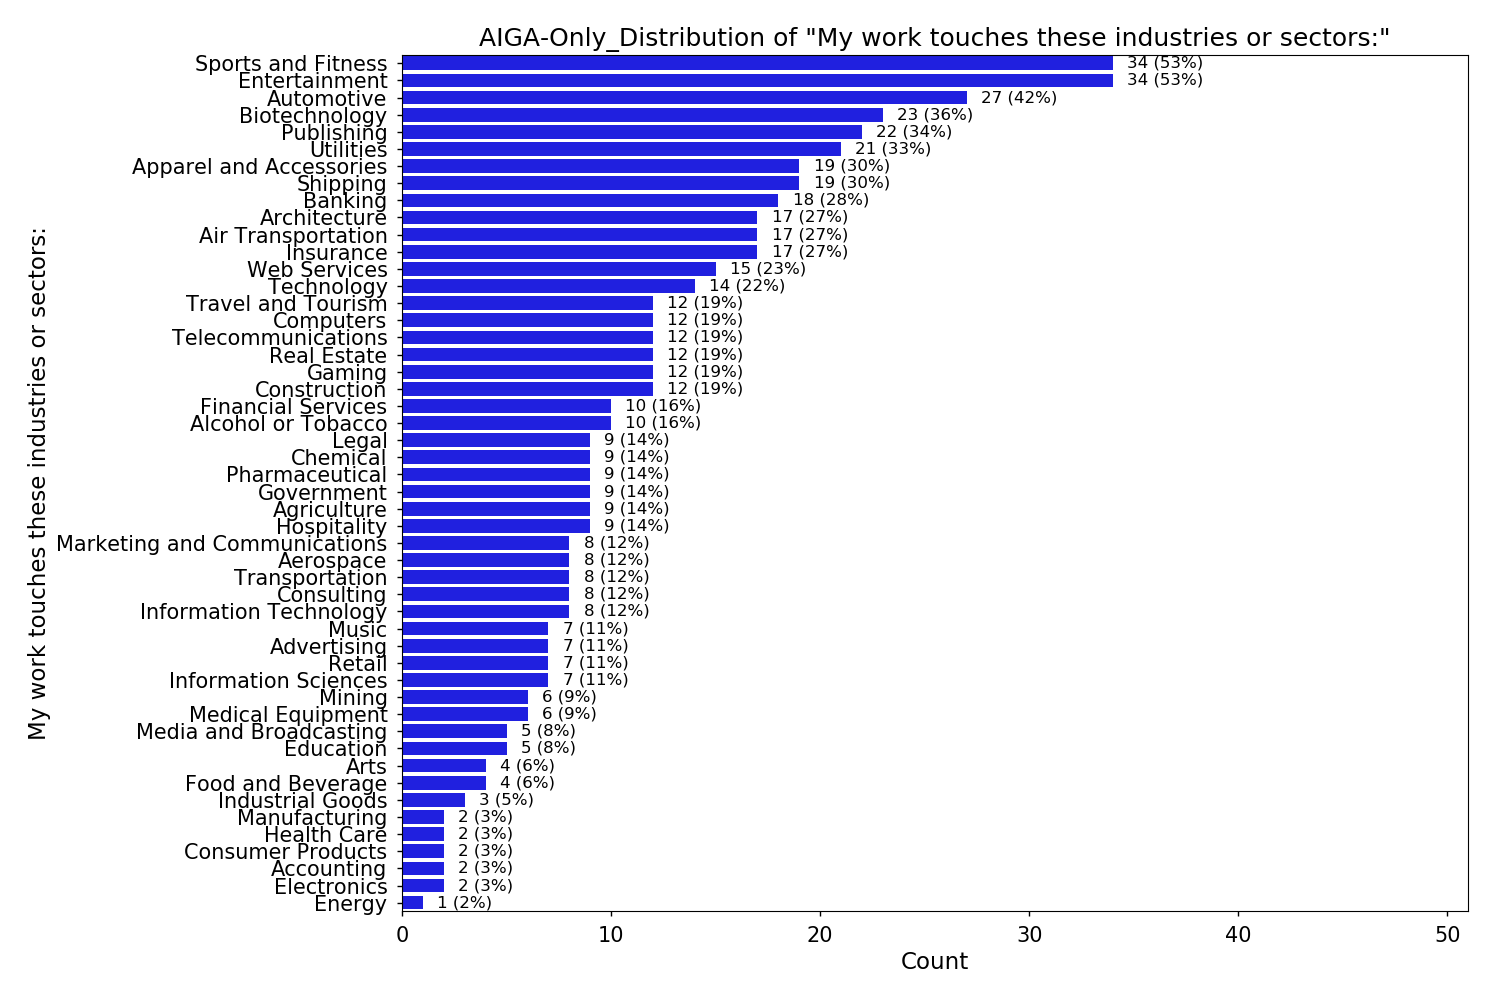 AIGA-Only_Distribution of "My work touches these industries or sectors:"
My work touches these industries or sectors:
Sports and Fitness 34 (53%)
Entertainment 34 (53%)
Automotive 27 (42%)
Biotechnology 23 (36%)
Publishing 22 (34%)
Utilities 21 (33%)
Apparel and Accessories 19 (30%)
Shipping 19 (30%)
Banking 18 (28%)
Architecture 17 (27%)
Air Transportation 17 (27%)
Insurance 17 (27%)
Web Services 15 (23%)
Technology 14 (22%)
Travel and Tourism 12 (19%)
Computers 12 (19%)
Telecommunications 12 (19%)
Real Estate 12 (19%)
Gaming 12 (19%)
Construction 12 (19%)
Financial Services 10 (16%)
Alcohol or Tobacco 10 (16%)
Legal 9 (14%)
Chemical 9 (14%)
Pharmaceutical 9 (14%)
Government 9 (14%)
Agriculture 9 (14%)
Hospitality 9 (14%)
Marketing and Communications 8 (12%)
Aerospace 8 (12%)
Transportation 8 (12%)
Consulting 8 (12%)
Information Technology 8 (12%)
Music 7 (11%)
Advertising 7 (11%)
Retail 7 (11%)
Information Sciences 7 (11%)
Mining 6 (9%)
Medical Equipment 6 (9%)
Media and Broadcasting 5 (8%)
Education 5 (8%)
Arts 4 (6%)
Food and Beverage 4 (6%)
Industrial Goods 3 (5%)
Manufacturing 2 (3%)
Health Care 2 (3%)
Consumer Products 2 (3%)
Accounting 2 (3%)
Electronics 2 (3%)
Energy 1 (2%)
0 10 20 30 40 50
Count